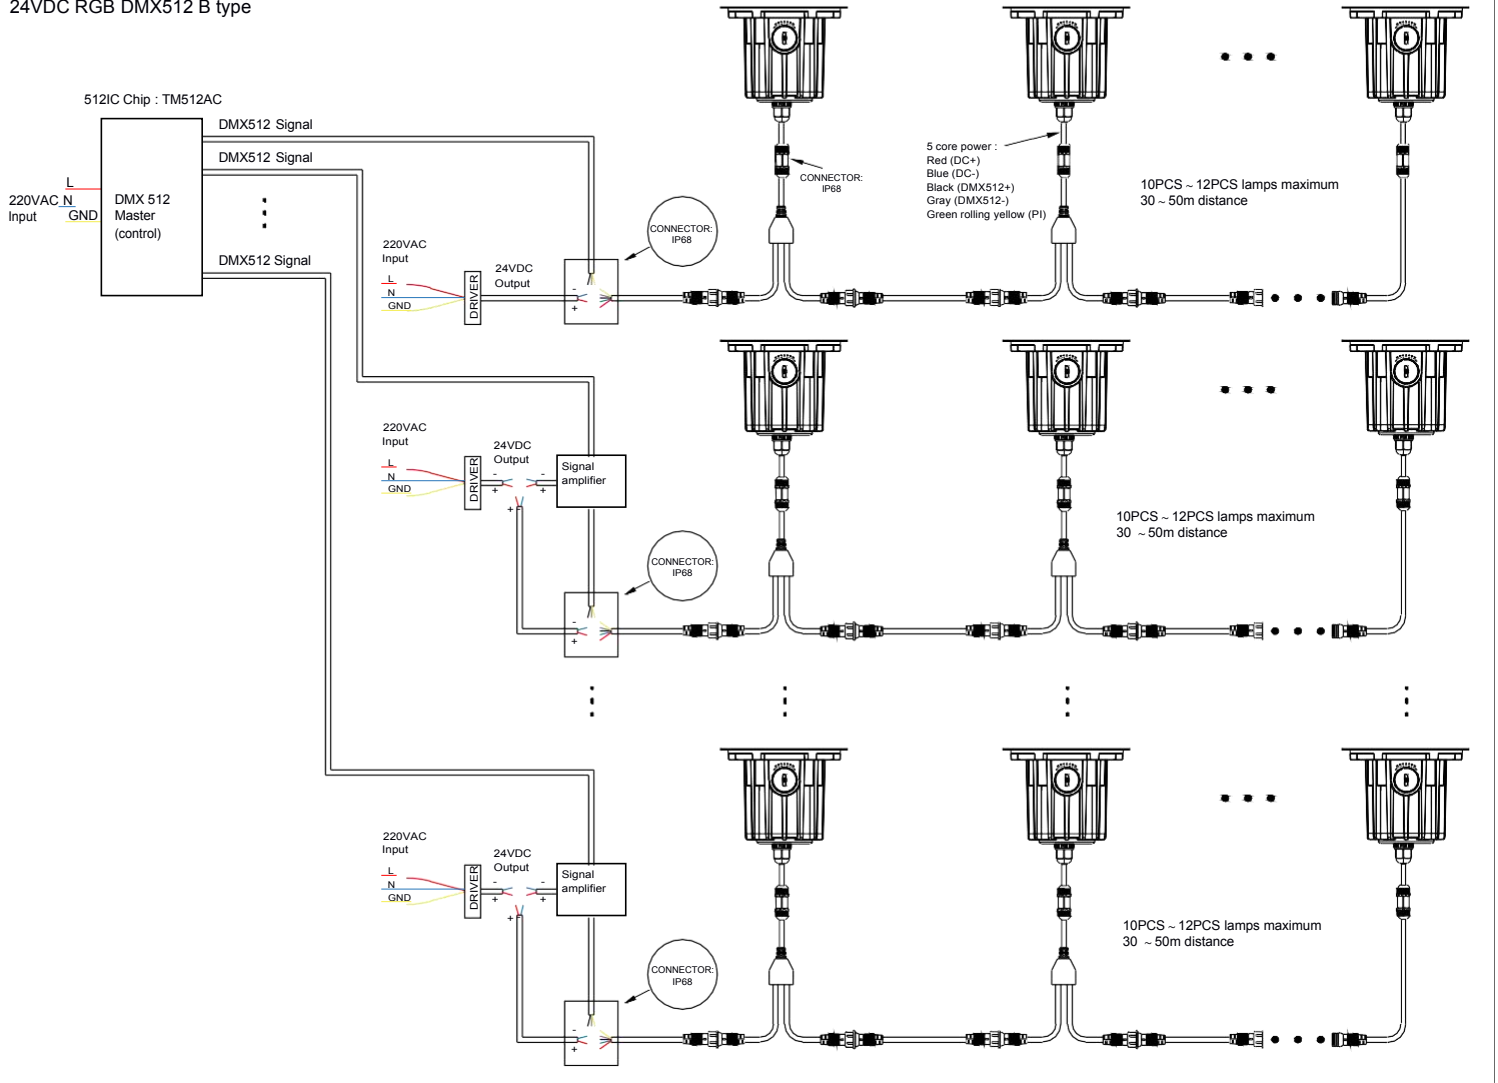 24VDC RGB DMX512 B type
512IC Chip : TM512AC
DMX512 Signal
DMX512 Signal
L
220VAC N
Input
GND
DMX 512
Master
(control)
DMX512 Signal
220VAC
Input
L
N
GND
DRIVER
24VDC
Output
-
+
CONNECTOR:
IP68
CONNECTOR:
IP68
5 core power :
Red (DC+)
Blue (DC-)
Black (DMX512+)
Gray (DMX512-)
Green rolling yellow (PI)
10PCS ~ 12PCS lamps maximum
30 ~ 50m distance
220VAC
Input
L
N
GND
DRIVER
24VDC
Output
- -
+ +
+ -
Signal
amplifier
-
+
CONNECTOR:
IP68
10PCS ~ 12PCS lamps maximum
30 ~ 50m distance
220VAC
Input
L
N
GND
DRIVER
24VDC
Output
- -
+ +
+ -
Signal
amplifier
-
+
CONNECTOR:
IP68
10PCS ~ 12PCS lamps maximum
30 ~ 50m distance